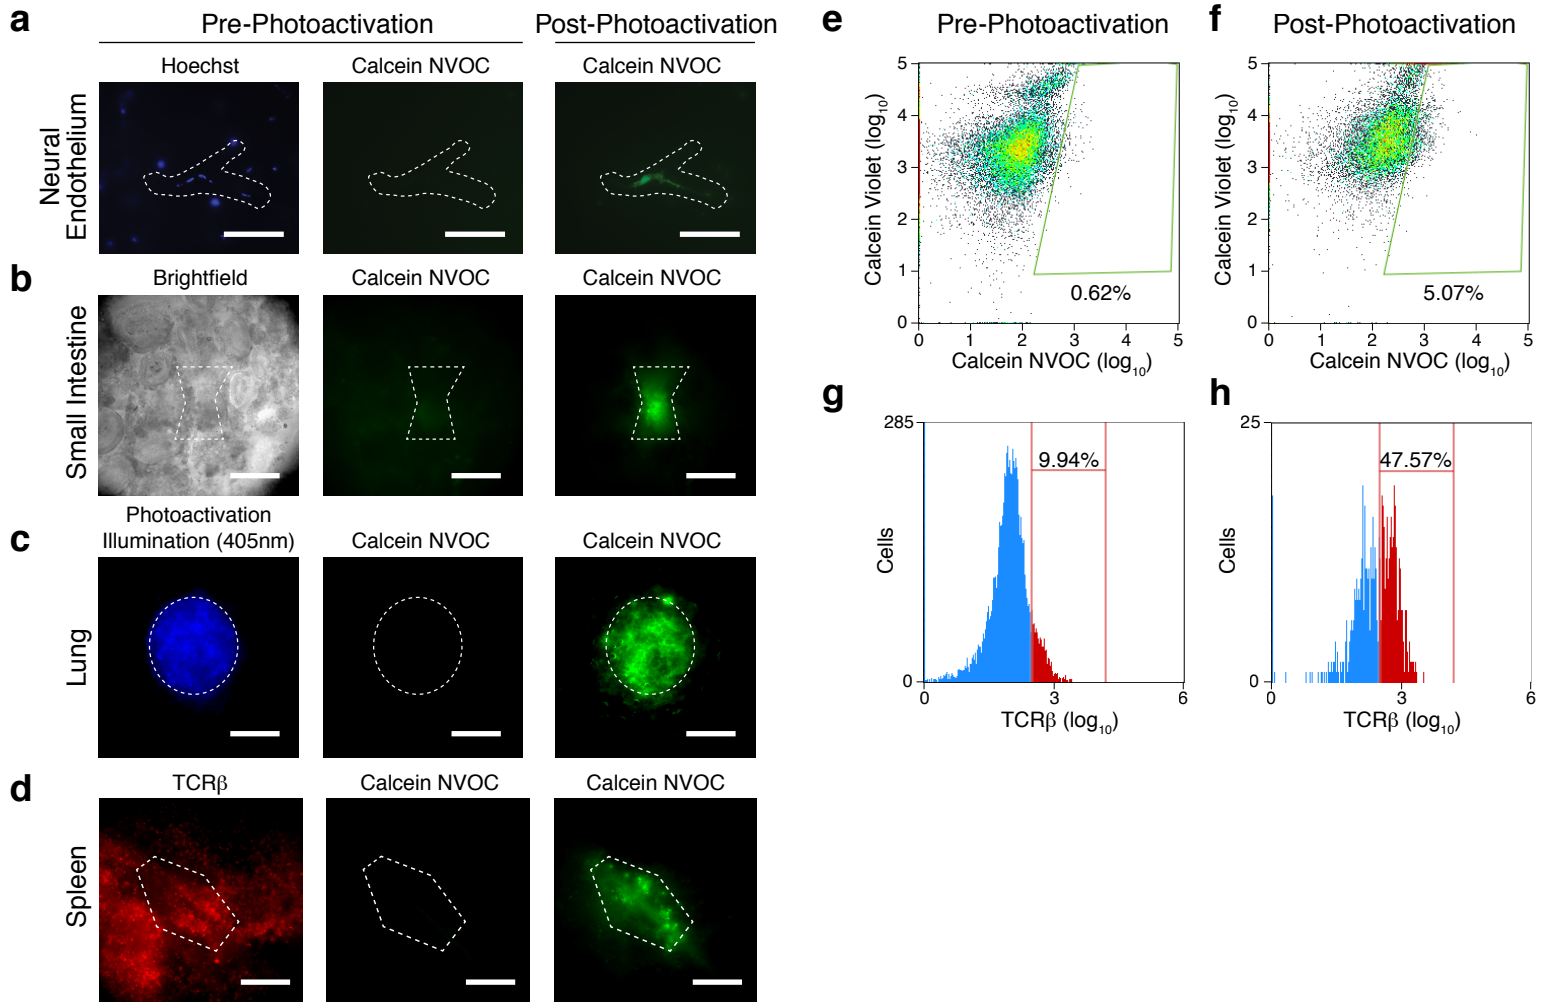 a
Pre-Photoactivation
Post-Photoactivation
Hoechst
Calcein NVOC
Calcein NVOC
Neural
Endothelium
b
Brightfield
Calcein NVOC
Calcein NVOC
Small Intestine
c
Photoactivation
Illumination (405nm)
Calcein NVOC
Calcein NVOC
Lung
d
TCRβ
Calcein NVOC
Calcein NVOC
Spleen
e
Pre-Photoactivation
Calcein Violet (log10)
5
4
3
2
1
0
0.62%
0 1 2 3 4 5
Calcein NVOC (log10)
f
Post-Photoactivation
Calcein Violet (log10)
5
4
3
2
1
0
5.07%
0 1 2 3 4 5
Calcein NVOC (log10)
g
285
9.94%
Cells
0
0 3 6
TCRβ (log10)
h
25
47.57%
Cells
0
0 3 6
TCRβ (log10)